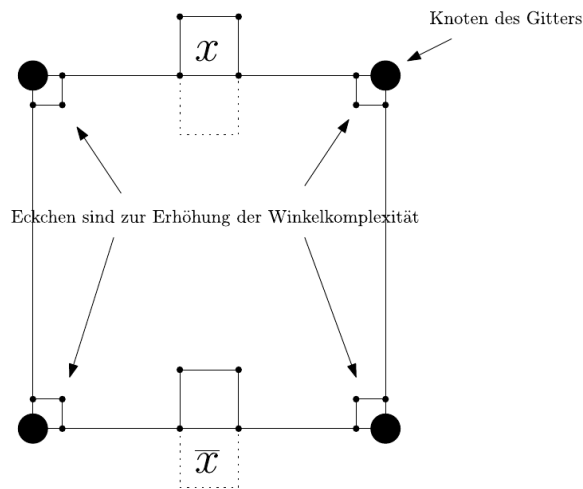 Knoten des Gitters
x
Eckchen sind zur Erhöhung der Winkelkomplexität
x̅